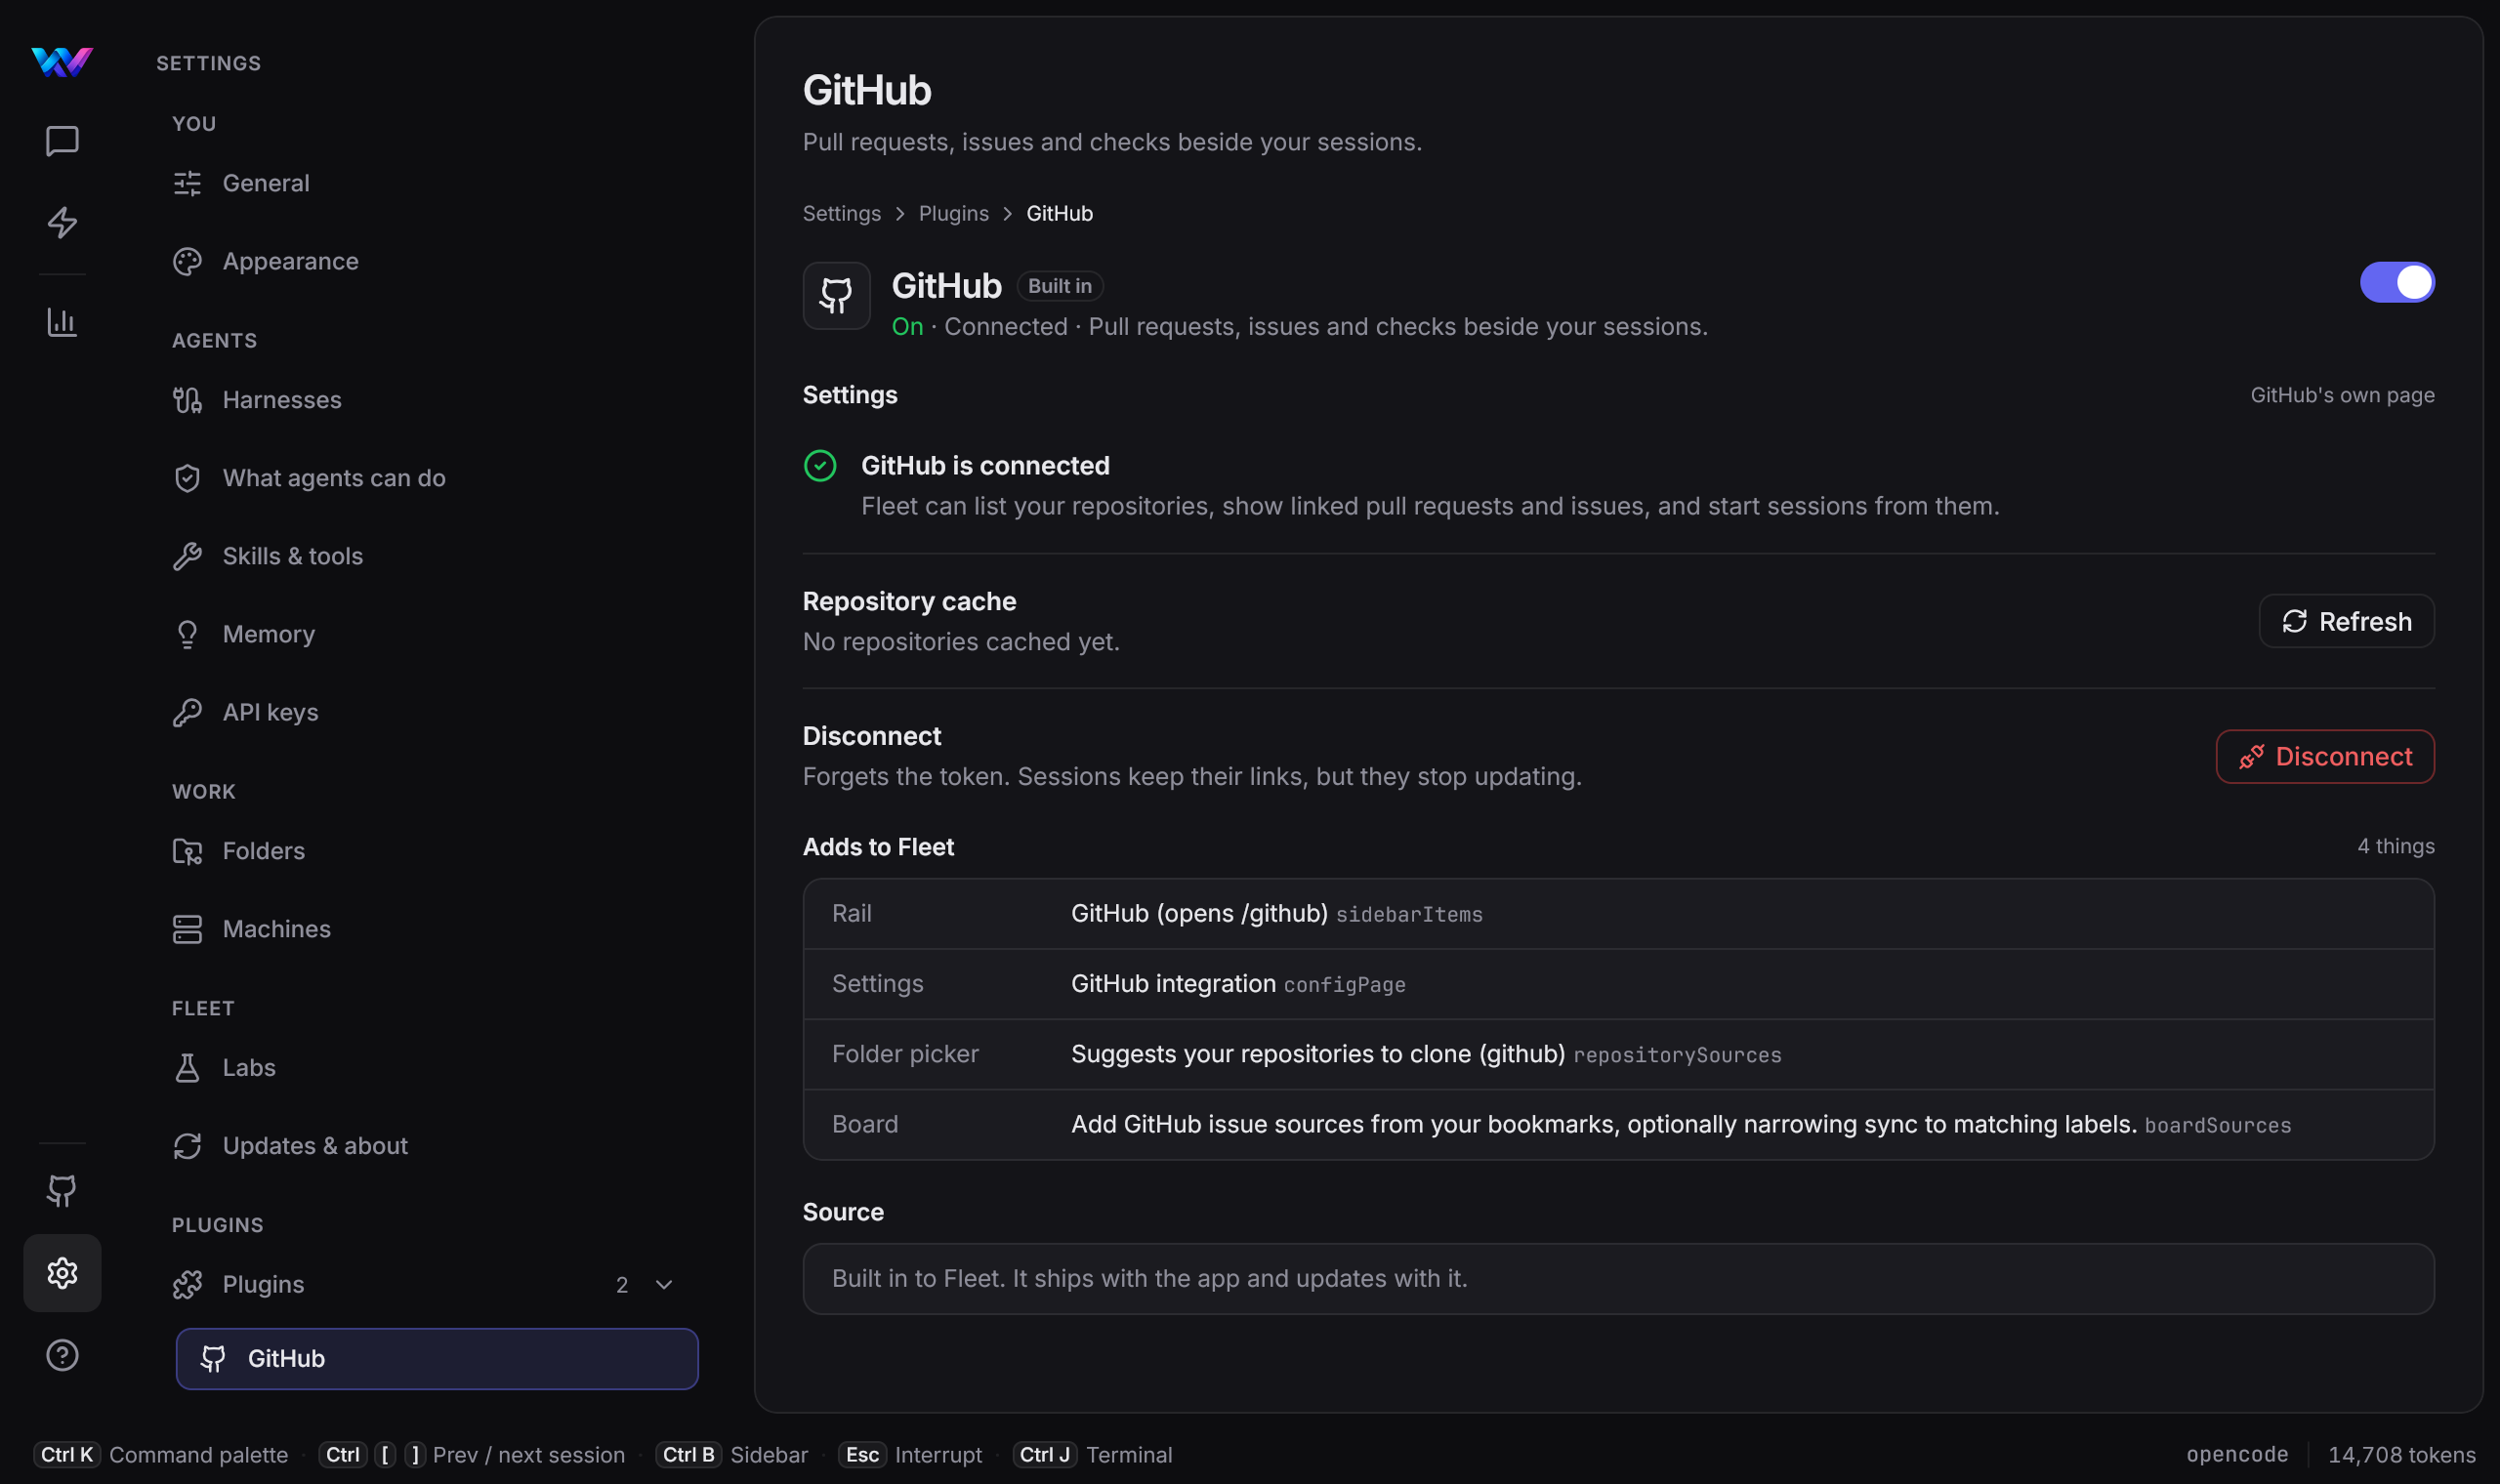 SETTINGS
YOU
General
Appearance
AGENTS
Harnesses
What agents can do
Skills & tools
Memory
API keys
WORK
Folders
Machines
FLEET
Labs
Updates & about
PLUGINS
Plugins 2
GitHub
GitHub
Pull requests, issues and checks beside your sessions.
Settings > Plugins > GitHub
GitHub Built in
On · Connected · Pull requests, issues and checks beside your sessions.
Settings GitHub's own page
GitHub is connected
Fleet can list your repositories, show linked pull requests and issues, and start sessions from them.
Repository cache
No repositories cached yet.
Refresh
Disconnect
Forgets the token. Sessions keep their links, but they stop updating.
Disconnect
Adds to Fleet 4 things
Rail GitHub (opens /github) sidebarItems
Settings GitHub integration configPage
Folder picker Suggests your repositories to clone (github) repositorySources
Board Add GitHub issue sources from your bookmarks, optionally narrowing sync to matching labels. boardSources
Source
Built in to Fleet. It ships with the app and updates with it.
Ctrl K Command palette · Ctrl [ ] Prev / next session · Ctrl B Sidebar · Esc Interrupt · Ctrl J Terminal
opencode 14,708 tokens